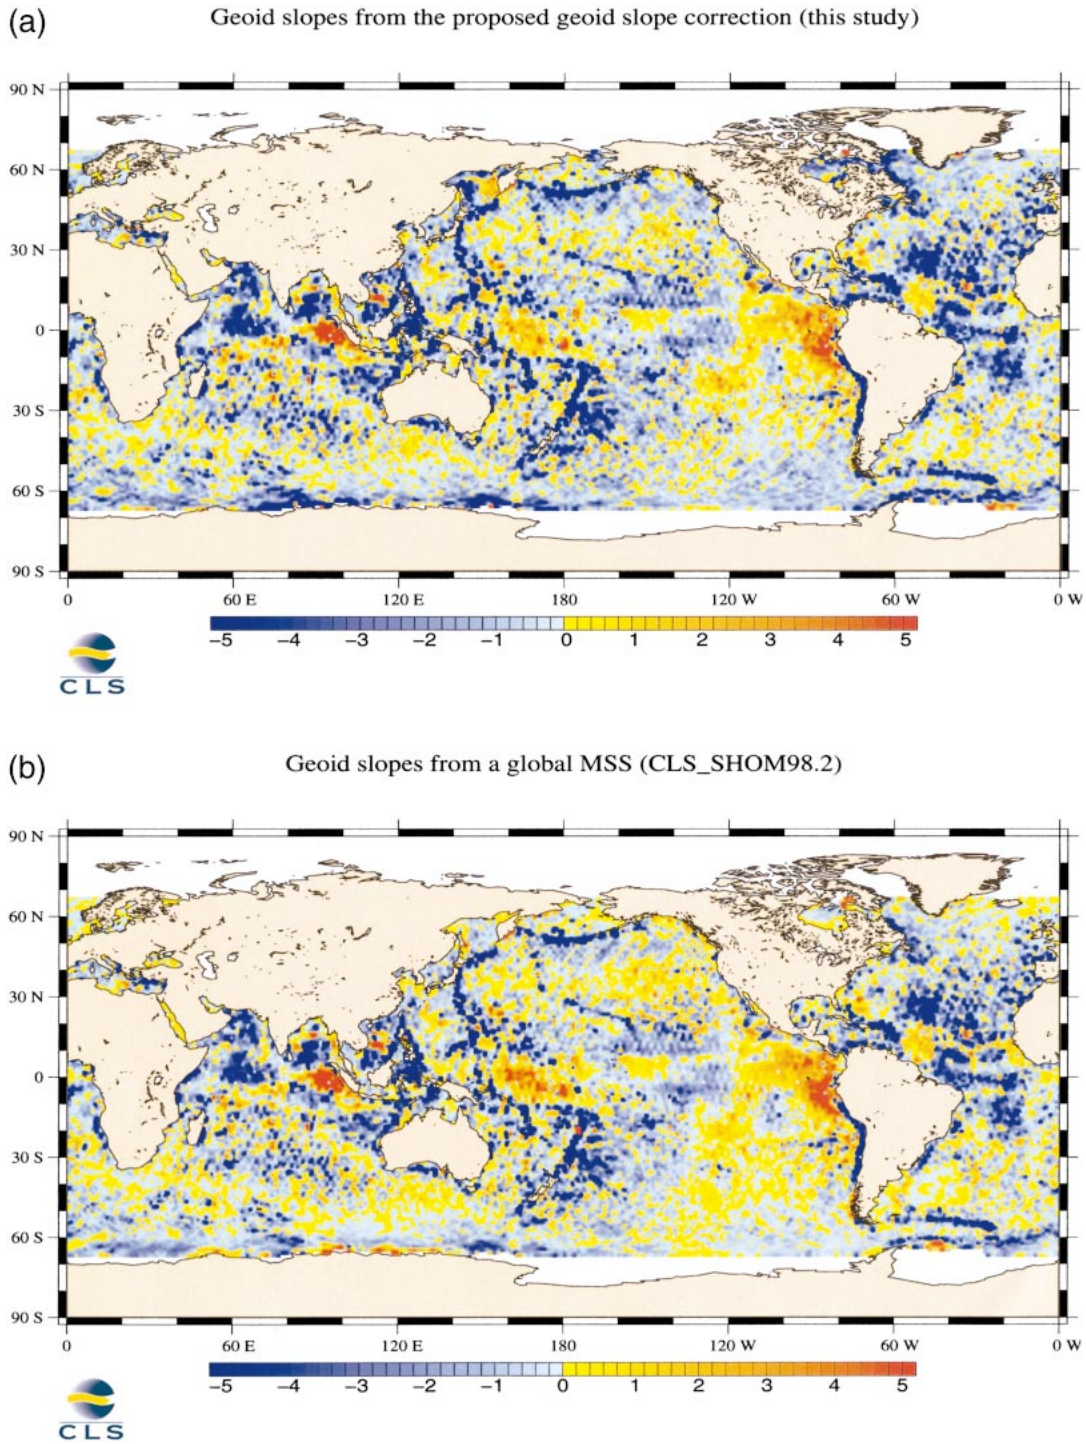 (a)
Geoid slopes from the proposed geoid slope correction (this study)
90 N
60 N
30 N
0
30 S
60 S
90 S
0 60 E 120 E 180 120 W 60 W 0 W
−5 −4 −3 −2 −1 0 1 2 3 4 5
CLS
(b)
Geoid slopes from a global MSS (CLS_SHOM98.2)
90 N
60 N
30 N
0
30 S
60 S
90 S
0 60 E 120 E 180 120 W 60 W 0 W
−5 −4 −3 −2 −1 0 1 2 3 4 5
CLS